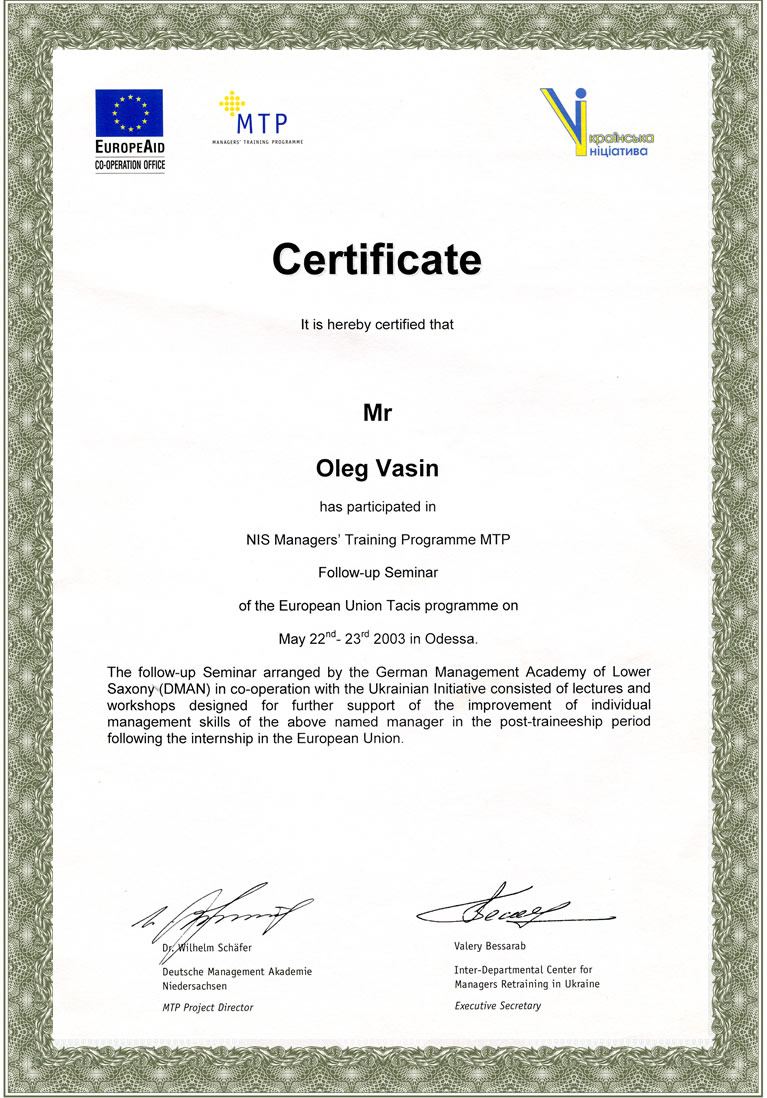 EUROPEAID
CO-OPERATION OFFICE
MTP
MANAGERS' TRAINING PROGRAMME
Українська
ініціатива
Certificate
It is hereby certified that
Mr
Oleg Vasin
has participated in
NIS Managers' Training Programme MTP
Follow-up Seminar
of the European Union Tacis programme on
May 22nd- 23rd 2003 in Odessa.
The follow-up Seminar arranged by the German Management Academy of Lower
Saxony (DMAN) in co-operation with the Ukrainian Initiative consisted of lectures and
workshops designed for further support of the improvement of individual
management skills of the above named manager in the post-traineeship period
following the internship in the European Union.
Dr. Wilhelm Schäfer
Deutsche Management Akademie
Niedersachsen
MTP Project Director
Valery Bessarab
Inter-Departmental Center for
Managers Retraining in Ukraine
Executive Secretary